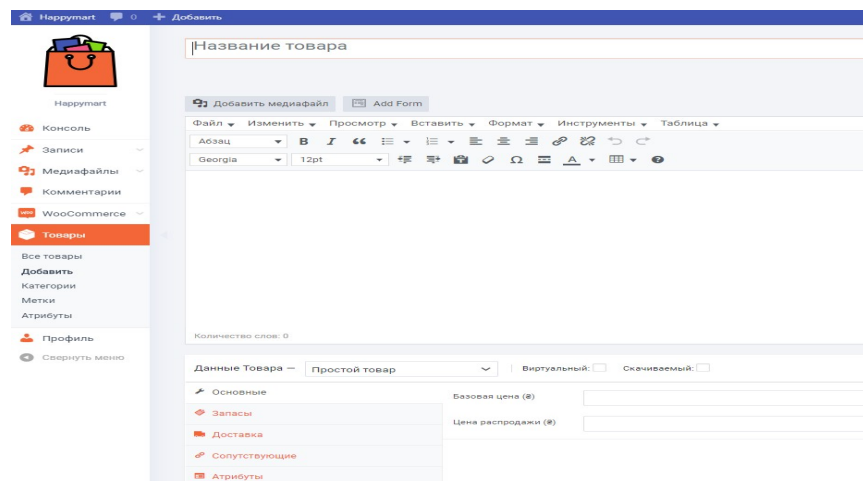 Happymart 0 Добавить
Happymart
Консоль
Записи
Медиафайлы
Комментарии
WooCommerce
Товары
Все товары
Добавить
Категории
Метки
Атрибуты
Профиль
Свернуть меню
Название товара
Добавить медиафайл Add Form
Файл Изменить Просмотр Вставить Формат Инструменты Таблица
Абзац
Georgia 12pt
Количество слов: 0
Данные Товара — Простой товар Виртуальный: Скачиваемый:
Основные
Запасы
Доставка
Сопутствующие
Атрибуты
Базовая цена (₴)
Цена распродажи (₴)